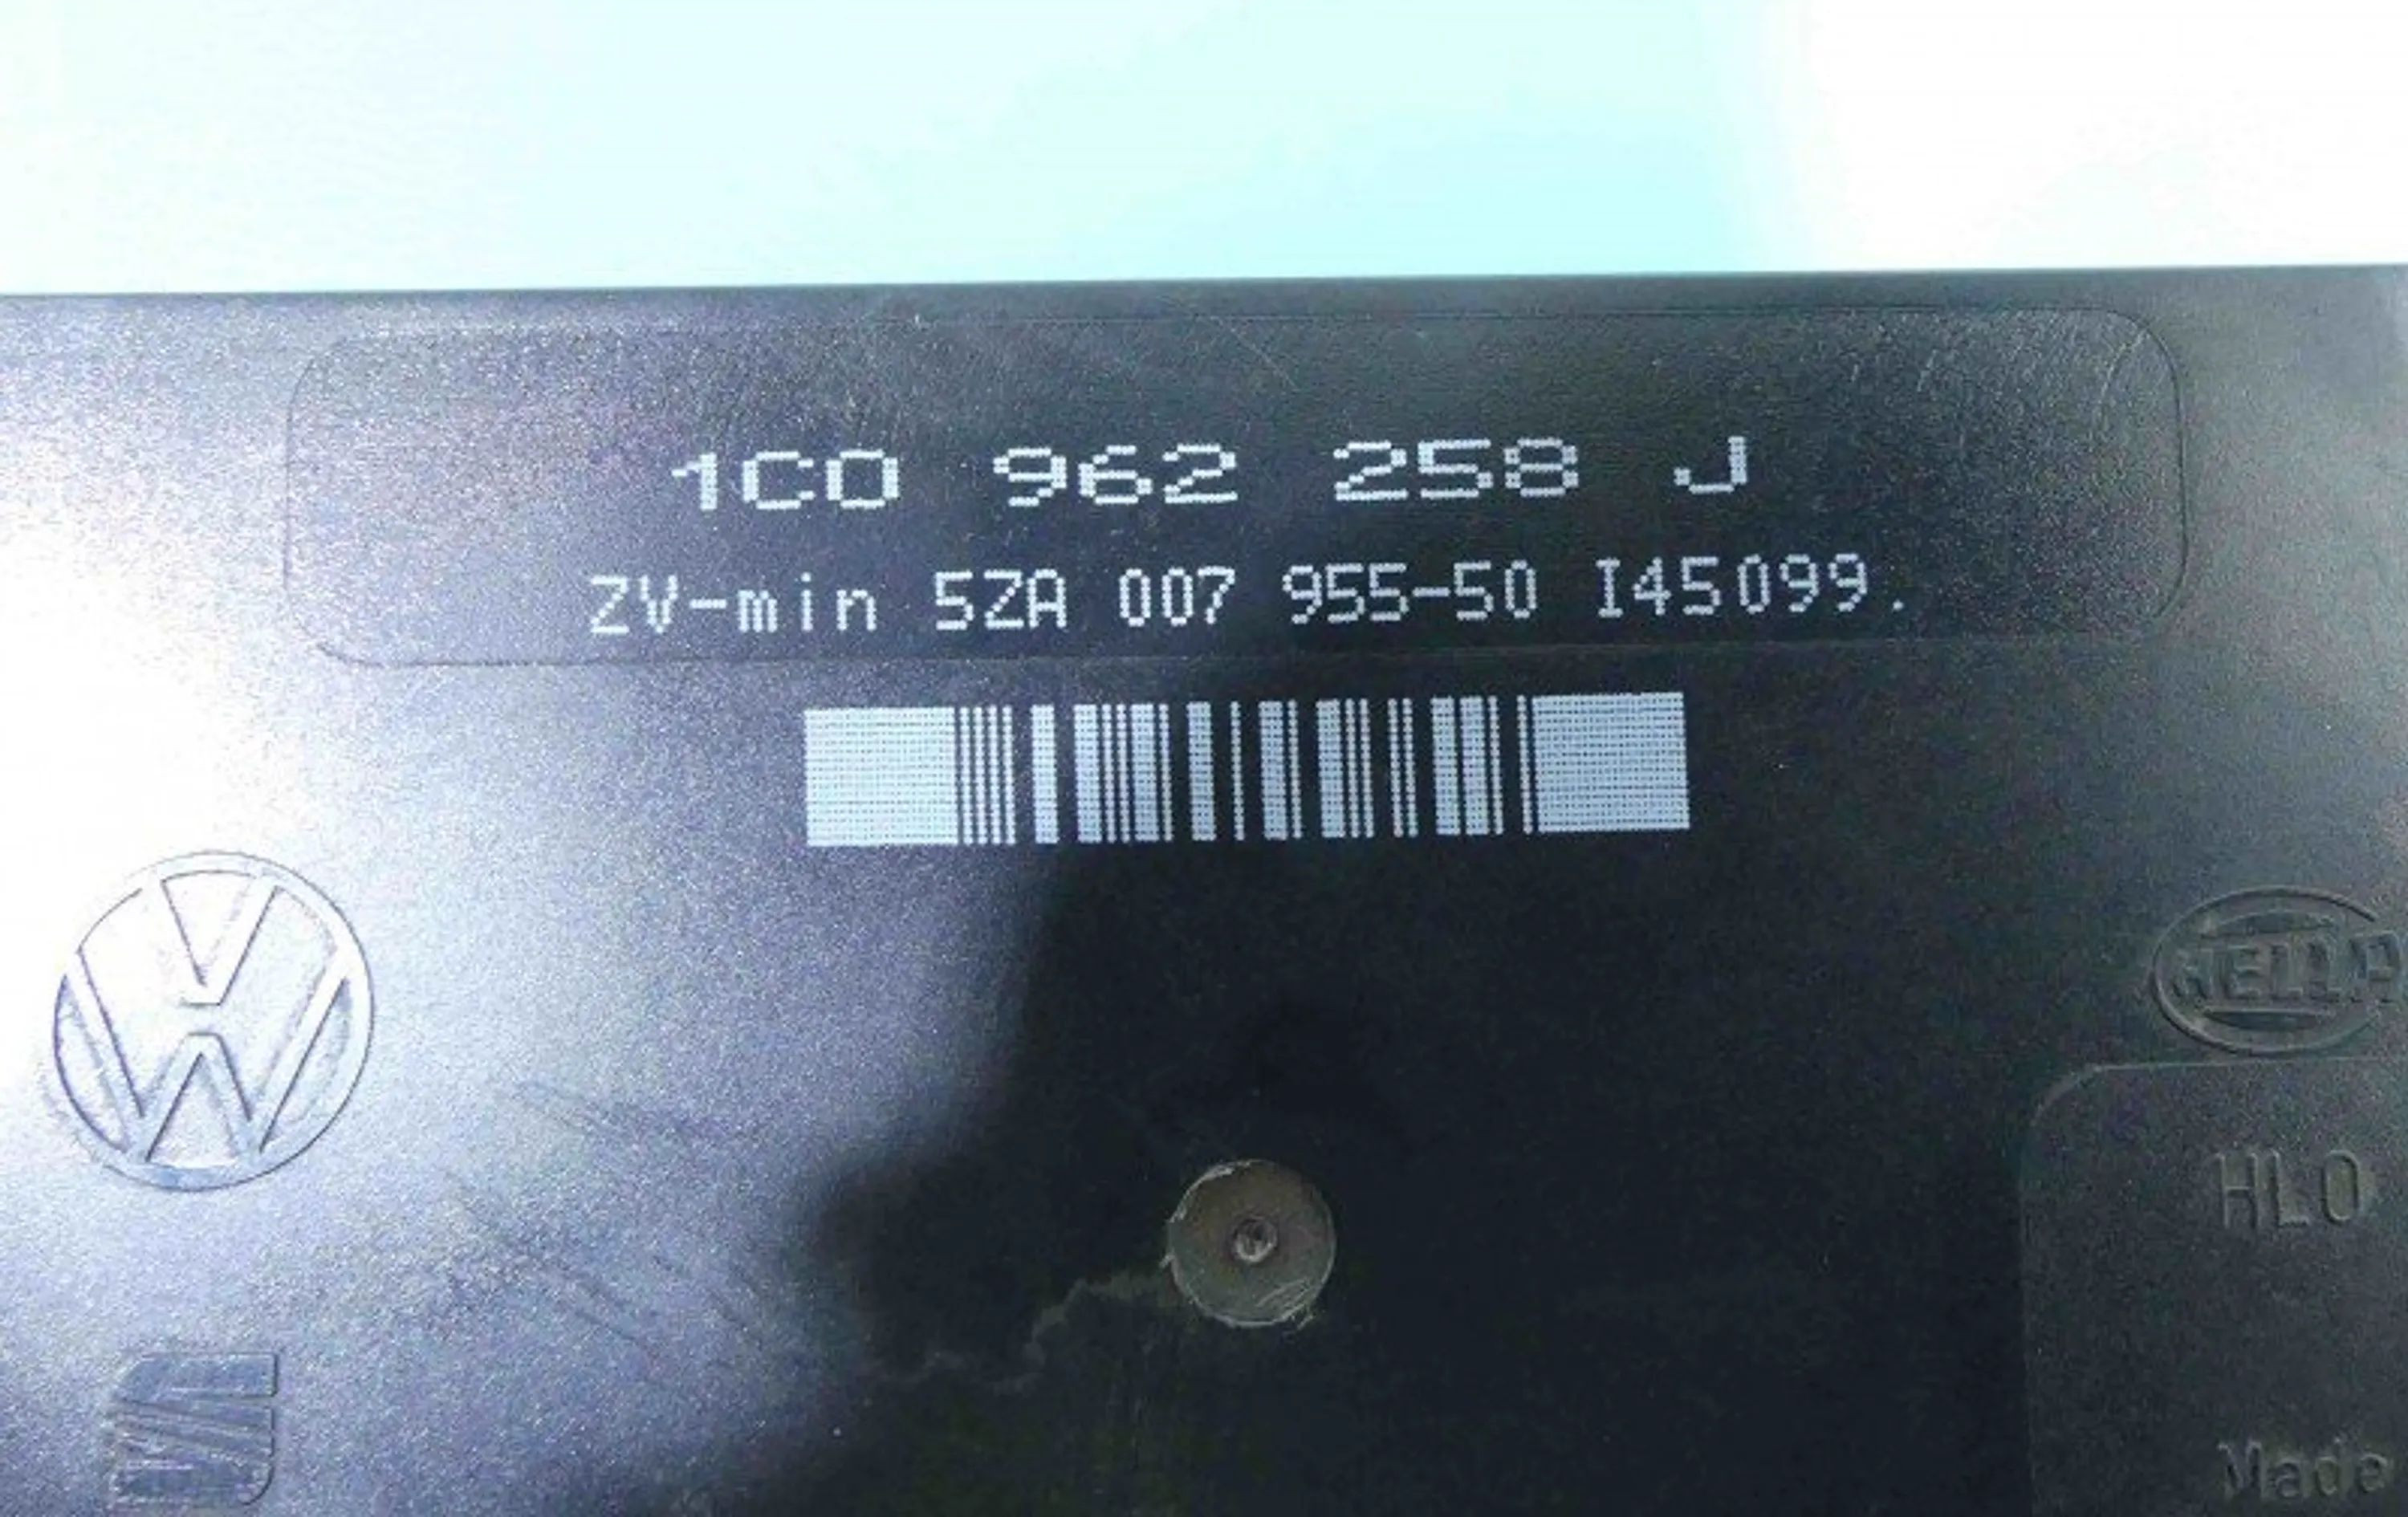 1C0 962 258 J
ZV-min 5ZA 007 955-50 I45099.
HELLA
HLO
Made